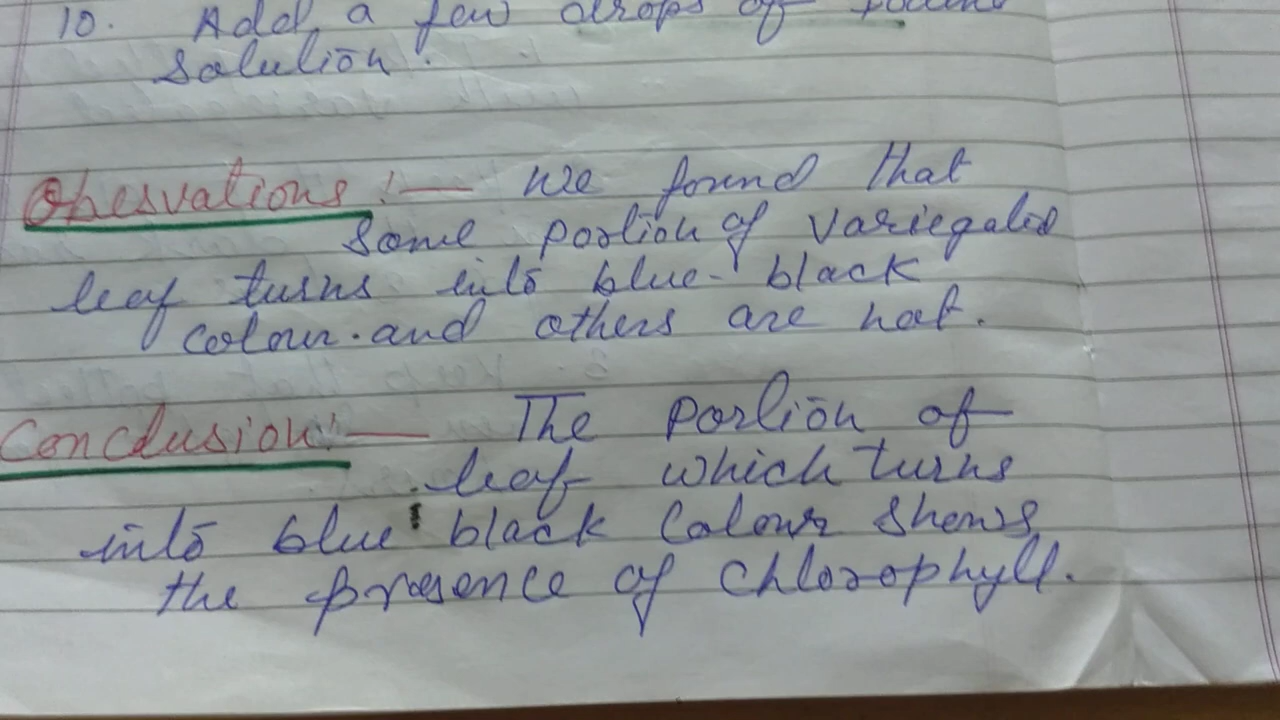 10. Add a few drops of Iodine
solution.
Obesvations :— We found that
some portion of variegated
leaf turns into blue-black
colour. and others are not.
Conclusion :— The portion of
leaf which turns
into blue black colour shows
the presence of chlorophyll.